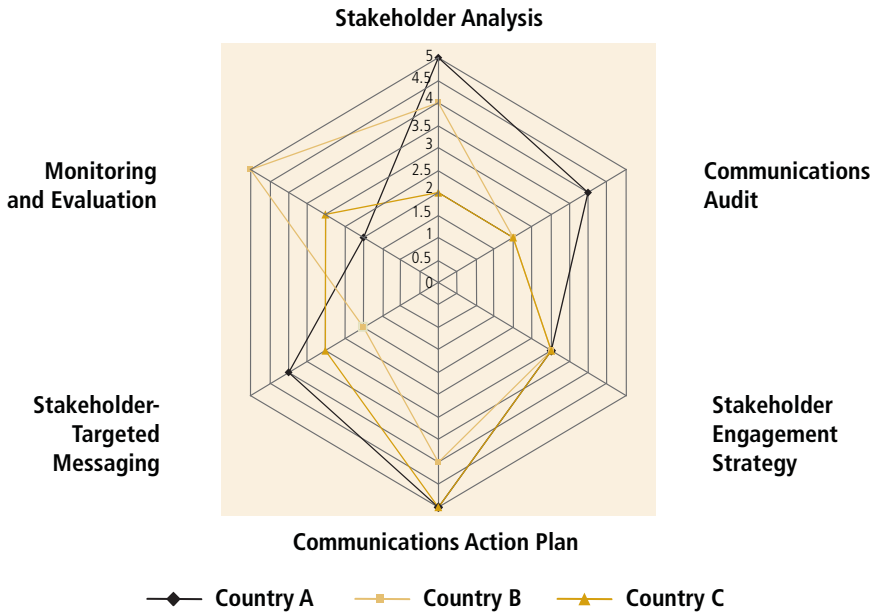 Stakeholder Analysis
5
4.5
4
3.5
3
2.5
2
1.5
1
0.5
0
Monitoring
and Evaluation
Communications
Audit
Stakeholder-
Targeted
Messaging
Stakeholder
Engagement
Strategy
Communications Action Plan
Country A
Country B
Country C